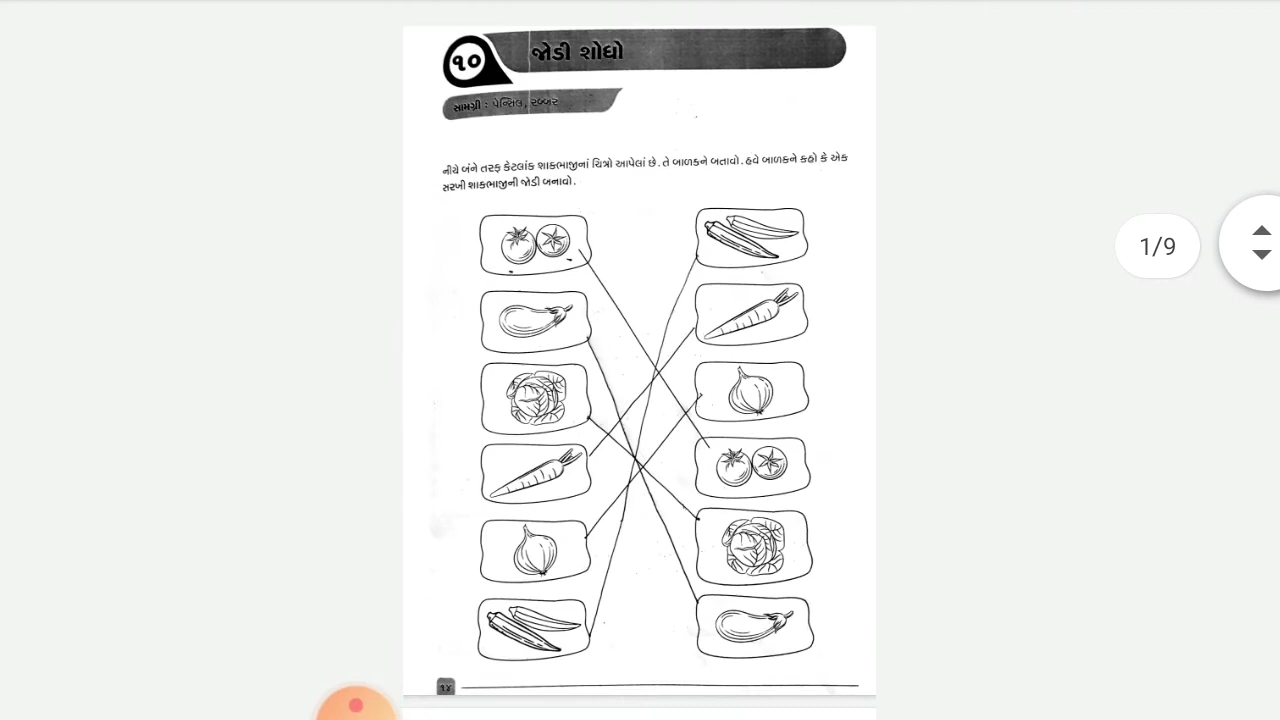 ૧૦
જોડી શોધો
સામગ્રી : પેન્સિલ, રબ્બર
નીચે બંને તરફ કેટલાંક શાકભાજીનાં ચિત્રો આપેલાં છે. તે બાળકને બતાવો. હવે બાળકને કહો કે એક
સરખી શાકભાજીની જોડી બનાવો.
1/9
૧૪